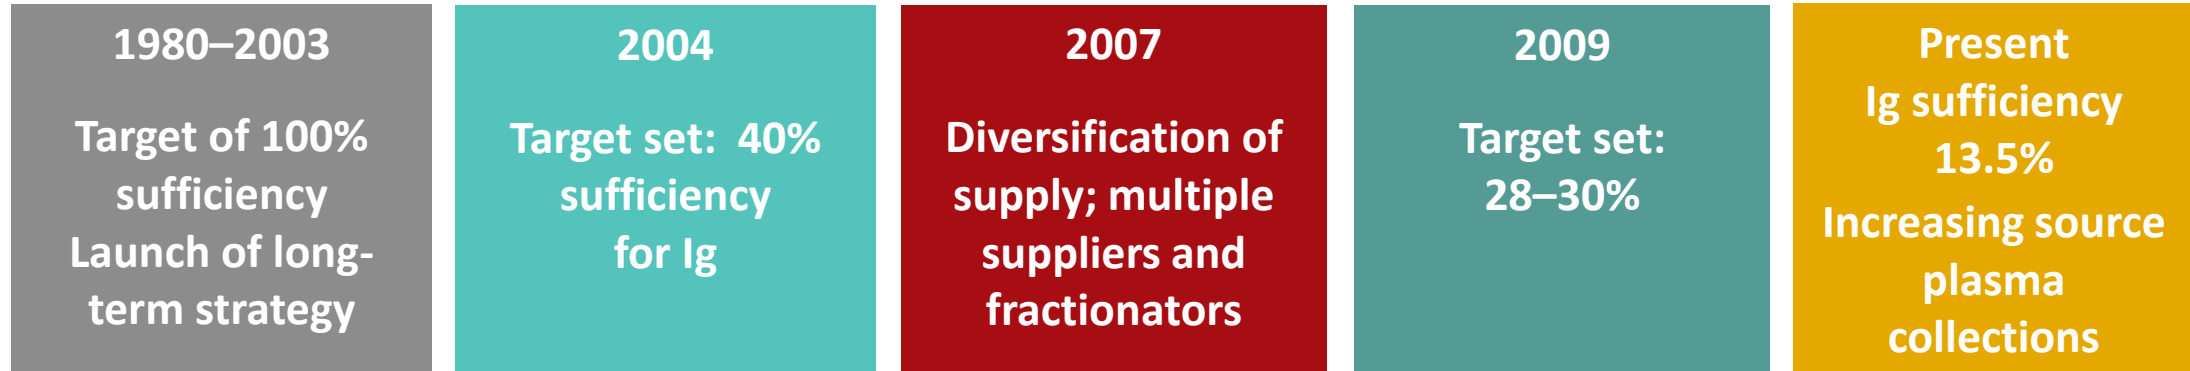 1980–2003
Target of 100%
sufficiency
Launch of long-
term strategy
2004
Target set:  40%
sufficiency
for Ig
2007
Diversification of
supply; multiple
suppliers and
fractionators
2009
Target set:
28–30%
Present
Ig sufficiency
13.5%
Increasing source
plasma
collections